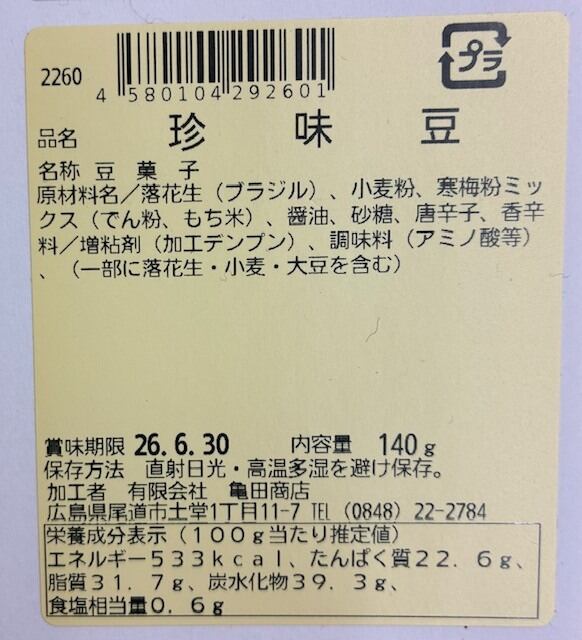 2260
プラ
4 580104 292601
品名 珍味豆
名称 豆菓子
原材料名／落花生（ブラジル）、小麦粉、寒梅粉ミッ
クス（でん粉、もち米）、醤油、砂糖、唐辛子、香辛
料／増粘剤（加工デンプン）、調味料（アミノ酸等）
、（一部に落花生・小麦・大豆を含む）
賞味期限 26.6.30 内容量 140g
保存方法 直射日光・高温多湿を避け保存。
加工者 有限会社 亀田商店
広島県尾道市土堂1丁目11-7 TEL（0848）22-2784
栄養成分表示（１００g当たり推定値）
エネルギー５３３ｋｃａｌ、たんぱく質２２．６g、
脂質３１．７g、炭水化物３９．３g、
食塩相当量０．６g